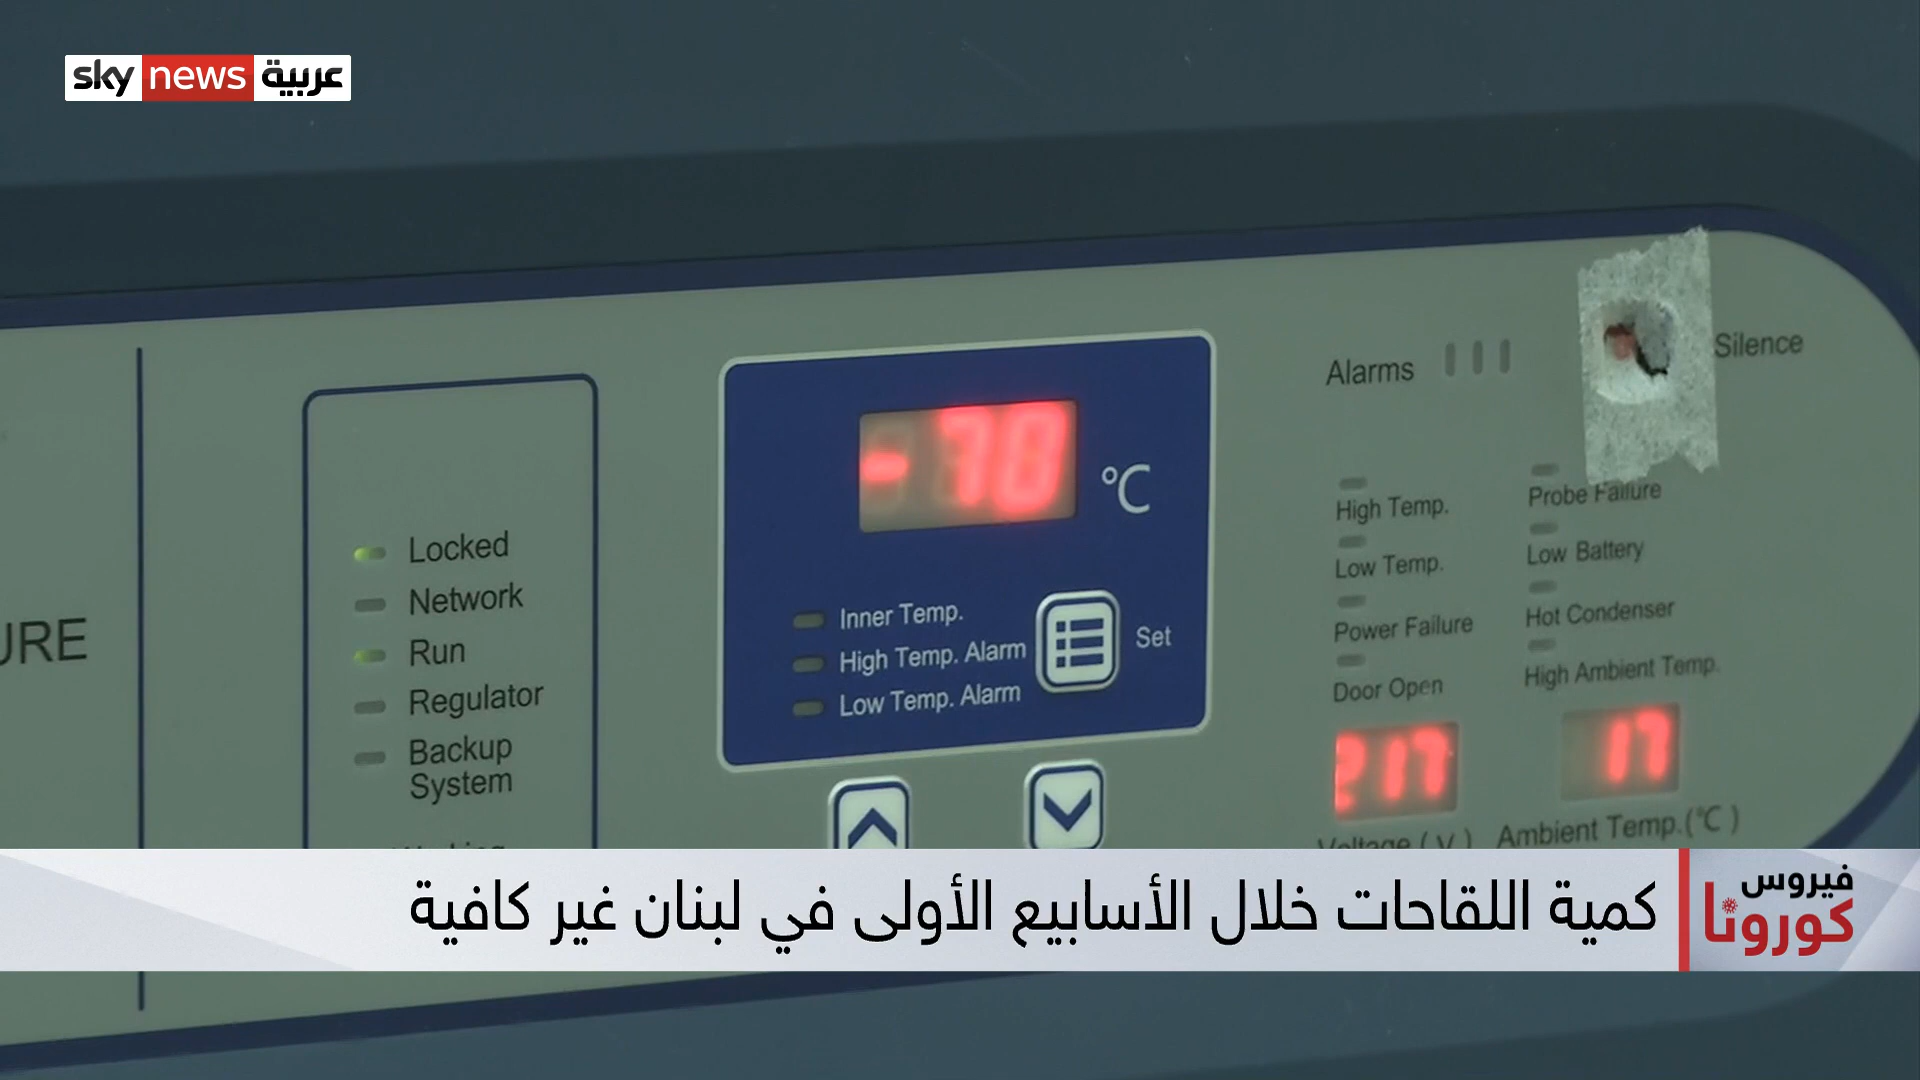 sky news عربية
Alarms
Silence
-70
°C
High Temp.
Probe Failure
Locked
Low Temp.
Low Battery
Network
Inner Temp.
Set
Power Failure
Hot Condenser
URE
Run
High Temp. Alarm
Door Open
High Ambient Temp.
Regulator
Low Temp. Alarm
Backup
System
217
17
Voltage ( V )
Ambient Temp.(°C )
فيروس
كورونا
كمية اللقاحات خلال الأسابيع الأولى في لبنان غير كافية